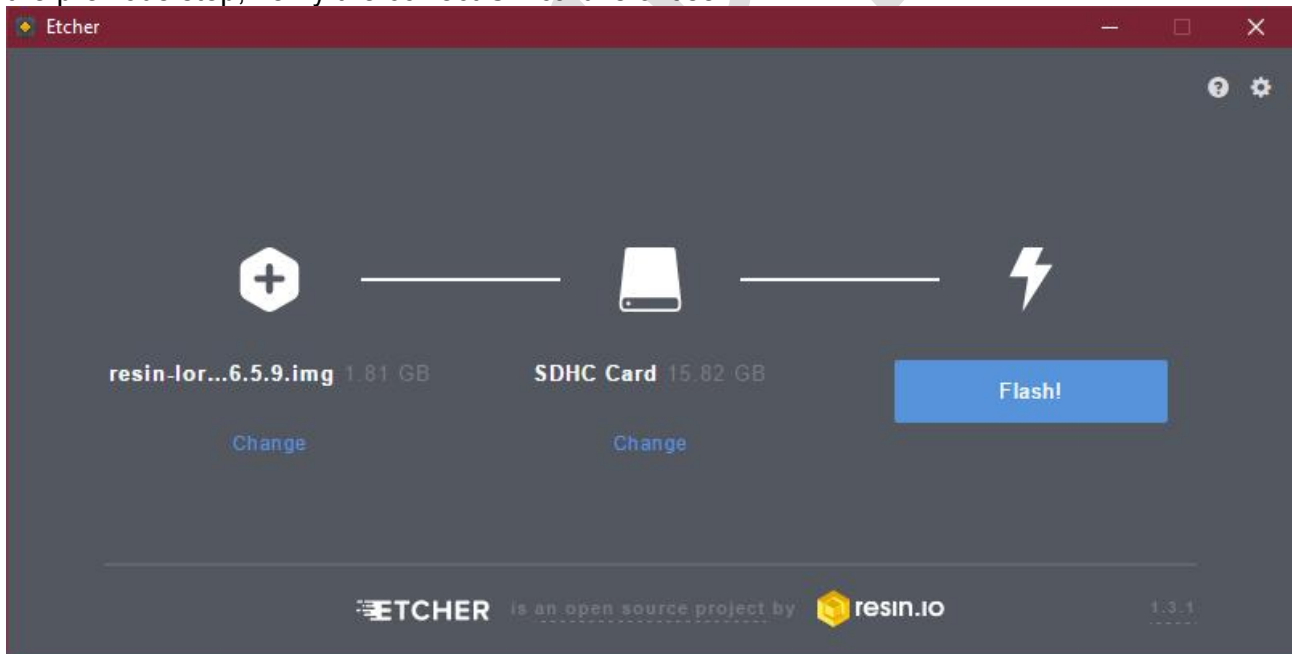 Etcher
resin-lor...6.5.9.img 1.81 GB
SDHC Card 15.82 GB
Flash!
Change
Change
ETCHER is an open source project by resin.io
1.3.1